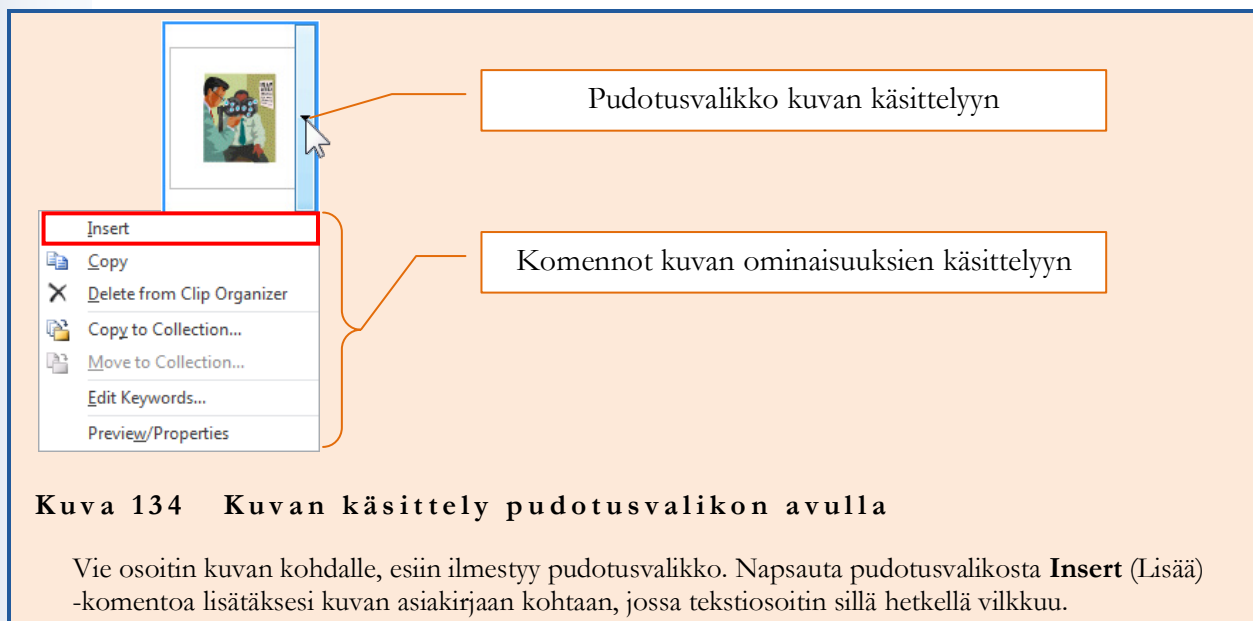 Pudotusvalikko kuvan käsittelyyn
Insert
Copy
Delete from Clip Organizer
Copy to Collection...
Move to Collection...
Edit Keywords...
Preview/Properties
Komennot kuvan ominaisuuksien käsittelyyn
Kuva 134 Kuvan käsittely pudotusvalikon avulla
Vie osoitin kuvan kohdalle, esiin ilmestyy pudotusvalikko. Napsauta pudotusvalikosta Insert (Lisää)
-komentoa lisätäksesi kuvan asiakirjaan kohtaan, jossa tekstiosoitin sillä hetkellä vilkkuu.